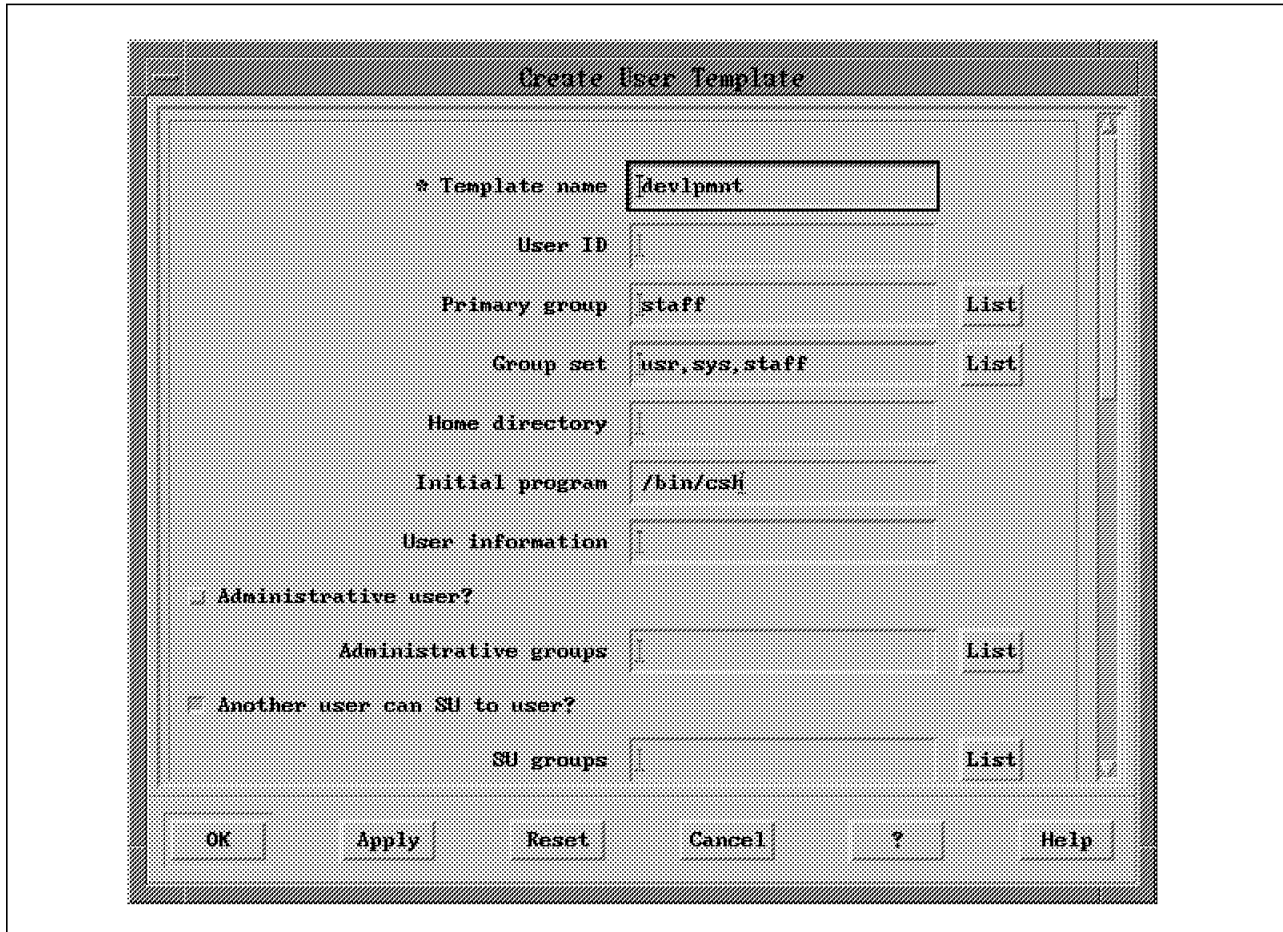 Create User Template
* Template name devlpmnt
User ID
Primary group staff List
Group set usr,sys,staff List
Home directory
Initial program /bin/csh
User information
Administrative user?
Administrative groups List
Another user can SU to user?
SU groups List
OK Apply Reset Cancel ? Help